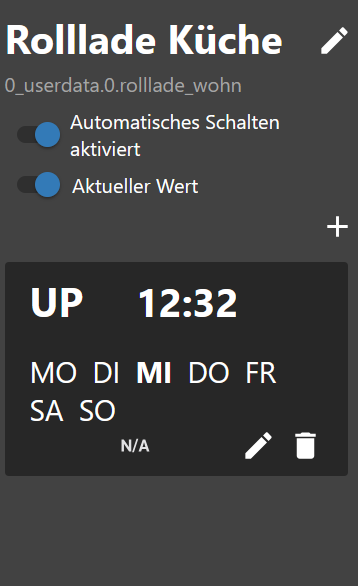 Rolllade Küche
0_userdata.0.rolllade_wohn
Automatisches Schalten
aktiviert
Aktueller Wert
UP 12:32
MO DI MI DO FR
SA SO
N/A